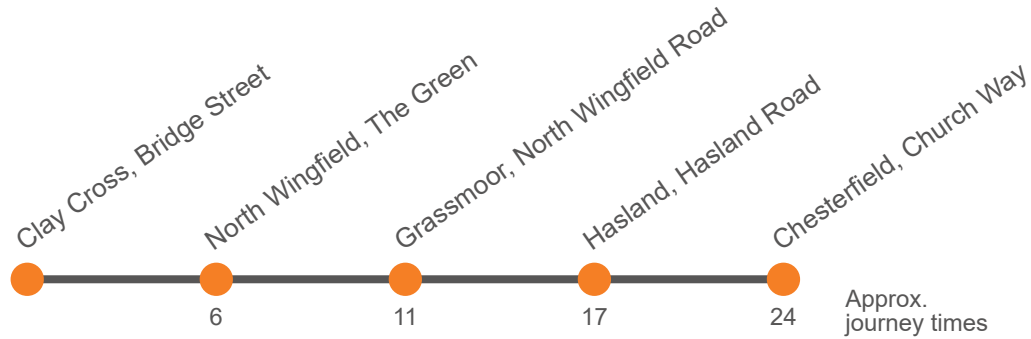 Clay Cross, Bridge Street
North Wingfield, The Green
Grassmoor, North Wingfield Road
Hasland, Hasland Road
Chesterfield, Church Way
6
11
17
24
Approx.
journey times